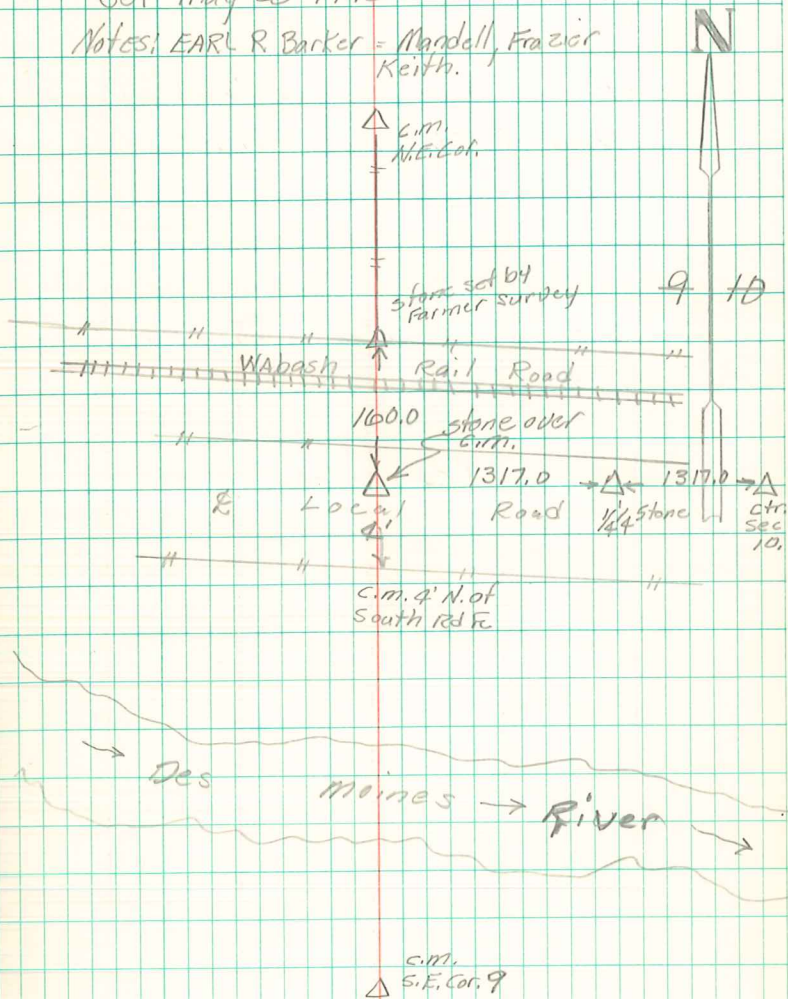 Notes! EARL R Barker = Mandell, Frazier
Keith.
N
c.m.
N.E. Cor.
stone set by
Farmer survey
9 10
WAbash Rail Road
160.0
stone over
c.m.
1317.0
1317.0
℄ Local Road
1/4 1/4 Stone
ctr.
Sec
10.
4'
C.m. 4' N. of
South Rd Fc
Des moines River
c.m.
S.E. Cor. 9